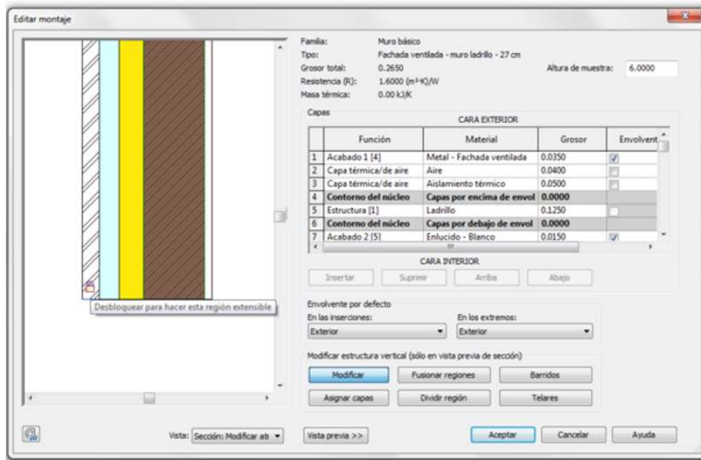 Editar montaje
Familia: Muro básico
Tipo: Fachada ventilada - muro ladrillo - 27 cm
Grosor total: 0.2650 Altura de muestra: 6.0000
Resistencia (R): 1.6000 (m²·K)/W
Masa térmica: 0.00 kJ/K
Capas
CARA EXTERIOR
Función Material Grosor Envolvent
1 Acabado 1 [4] Metal - Fachada ventilada 0.0350
2 Capa térmica/de aire Aire 0.0400
3 Capa térmica/de aire Aislamiento térmico 0.0500
4 Contorno del núcleo Capas por encima de envol 0.0000
5 Estructura [1] Ladrillo 0.1250
6 Contorno del núcleo Capas por debajo de envol 0.0000
7 Acabado 2 [5] Enlucido - Blanco 0.0150
CARA INTERIOR
Insertar Suprimir Arriba Abajo
Desbloquear para hacer esta región extensible
Envolvente por defecto
En las inserciones: En los extremos:
Exterior Exterior
Modificar estructura vertical (sólo en vista previa de sección)
Modificar Fusionar regiones Barridos
Asignar capas Dividir región Telares
Vista: Sección: Modificar atr Vista previa >> Aceptar Cancelar Ayuda